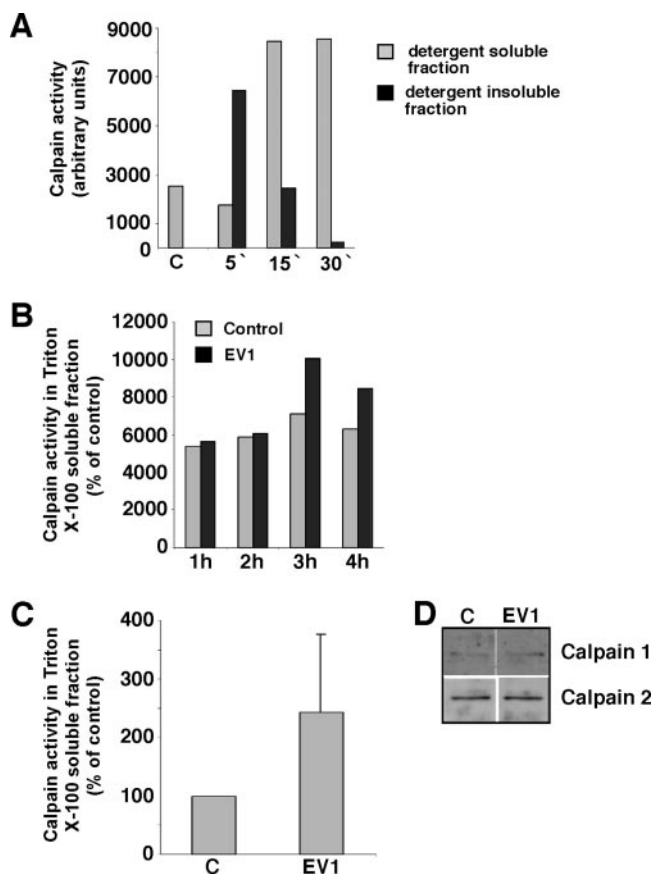 A
Calpain activity
(arbitrary units)
9000
6000
3000
1000
0
C
5`
15`
30`
detergent soluble
fraction
detergent insoluble
fraction
B
Calpain activity in Triton
X-100 soluble fraction
(% of control)
12000
10000
8000
6000
4000
2000
0
Control
EV1
1h
2h
3h
4h
C
Calpain activity in Triton
X-100 soluble fraction
(% of control)
400
300
250
200
100
50
0
C
EV1
D
C
EV1
Calpain 1
Calpain 2